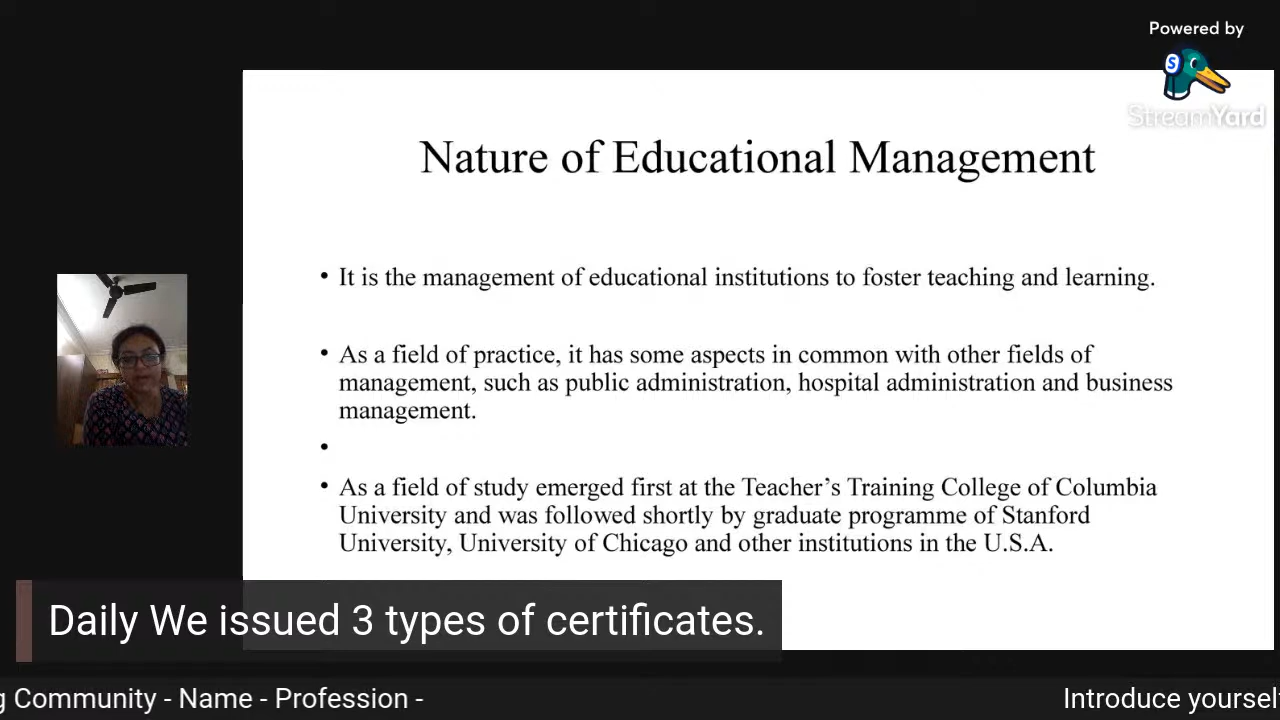 Powered by
S
StreamYard
Nature of Educational Management
• It is the management of educational institutions to foster teaching and learning.
• As a field of practice, it has some aspects in common with other fields of
management, such as public administration, hospital administration and business
management.
•
• As a field of study emerged first at the Teacher’s Training College of Columbia
University and was followed shortly by graduate programme of Stanford
University, University of Chicago and other institutions in the U.S.A.
Daily We issued 3 types of certificates.
g Community - Name - Profession - Introduce yoursel